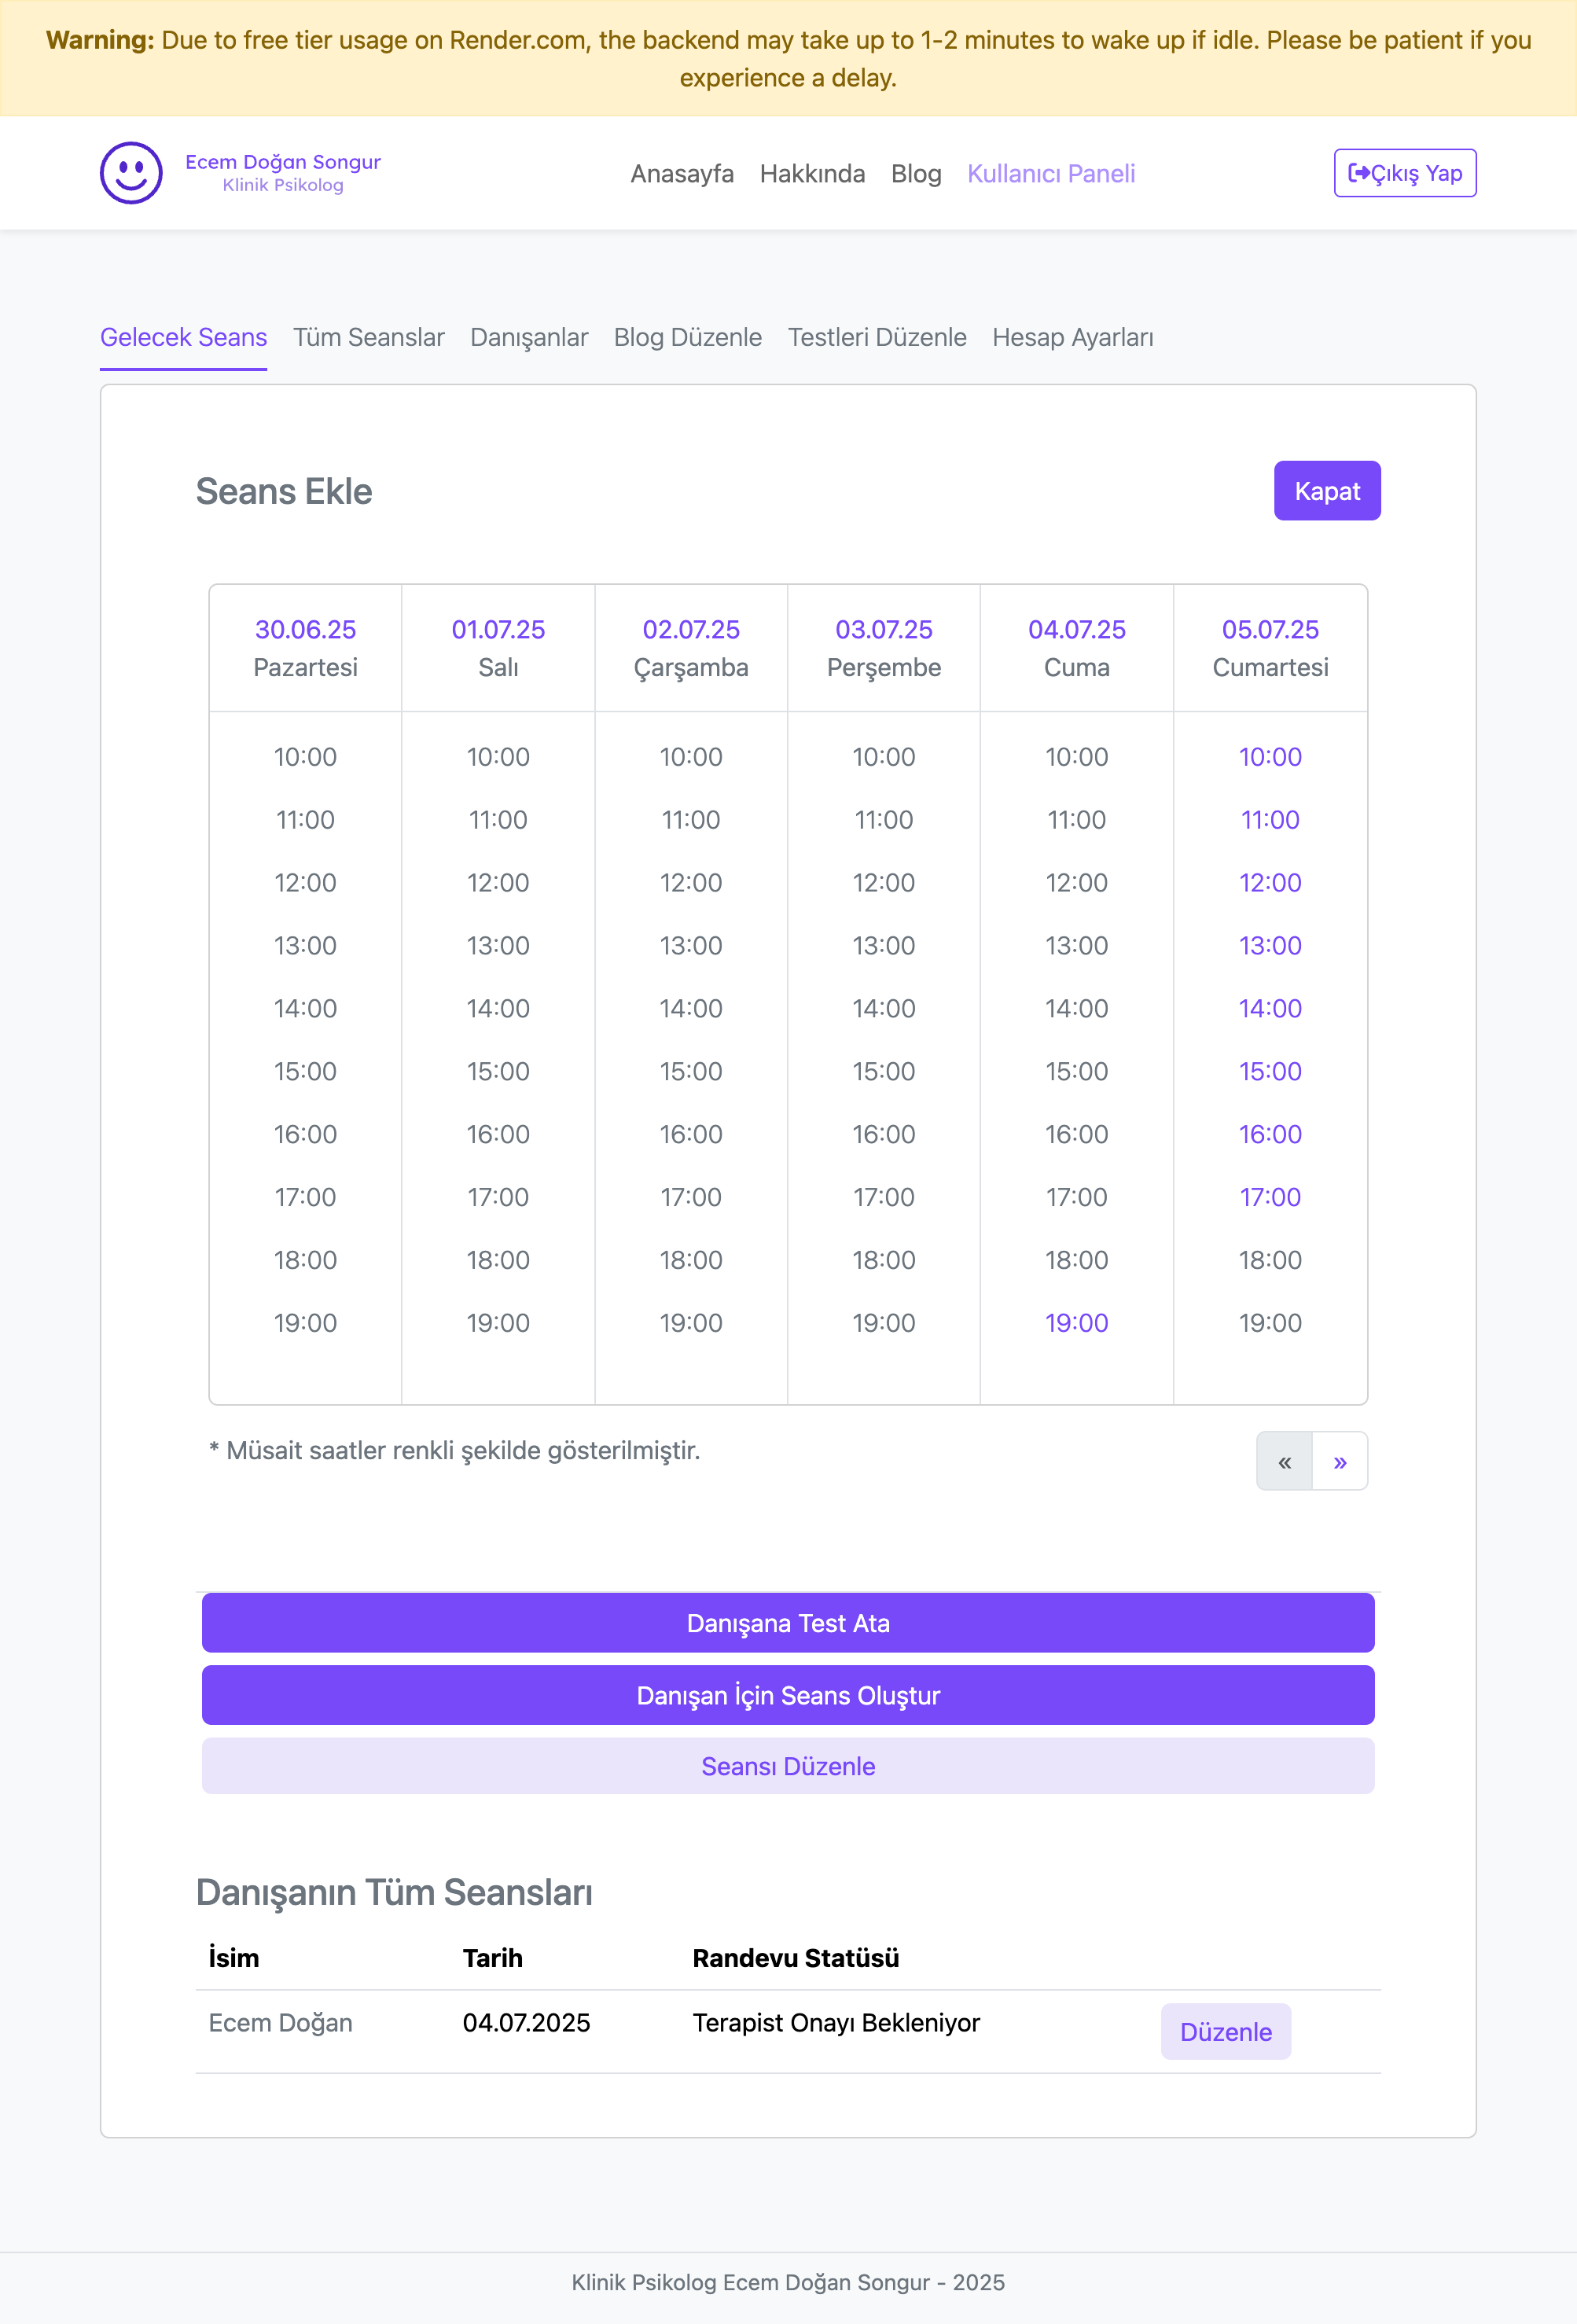 Warning: Due to free tier usage on Render.com, the backend may take up to 1-2 minutes to wake up if idle. Please be patient if you
experience a delay.
Ecem Doğan Songur
Klinik Psikolog
Anasayfa Hakkında Blog Kullanıcı Paneli
Çıkış Yap
Gelecek Seans Tüm Seanslar Danışanlar Blog Düzenle Testleri Düzenle Hesap Ayarları
Seans Ekle
Kapat
30.06.25 01.07.25 02.07.25 03.07.25 04.07.25 05.07.25
Pazartesi Salı Çarşamba Perşembe Cuma Cumartesi
10:00 10:00 10:00 10:00 10:00 10:00
11:00 11:00 11:00 11:00 11:00 11:00
12:00 12:00 12:00 12:00 12:00 12:00
13:00 13:00 13:00 13:00 13:00 13:00
14:00 14:00 14:00 14:00 14:00 14:00
15:00 15:00 15:00 15:00 15:00 15:00
16:00 16:00 16:00 16:00 16:00 16:00
17:00 17:00 17:00 17:00 17:00 17:00
18:00 18:00 18:00 18:00 18:00 18:00
19:00 19:00 19:00 19:00 19:00 19:00
* Müsait saatler renkli şekilde gösterilmiştir.
« »
Danışana Test Ata
Danışan İçin Seans Oluştur
Seansı Düzenle
Danışanın Tüm Seansları
İsim Tarih Randevu Statüsü
Ecem Doğan 04.07.2025 Terapist Onayı Bekleniyor Düzenle
Klinik Psikolog Ecem Doğan Songur - 2025